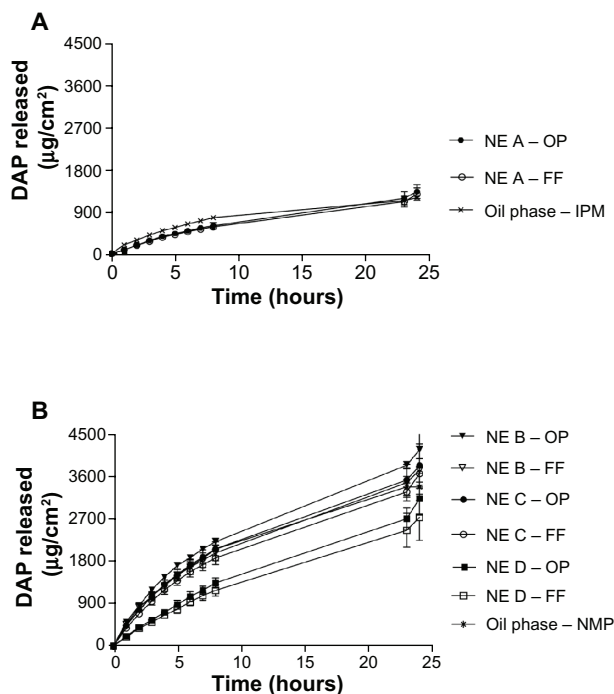 A
DAP released
(µg/cm²)
4500
3600
2700
1800
900
0
0 5 10 15 20 25
Time (hours)
NE A – OP
NE A – FF
Oil phase – IPM
B
DAP released
(µg/cm²)
4500
3600
2700
1800
900
0
0 5 10 15 20 25
Time (hours)
NE B – OP
NE B – FF
NE C – OP
NE C – FF
NE D – OP
NE D – FF
Oil phase – NMP